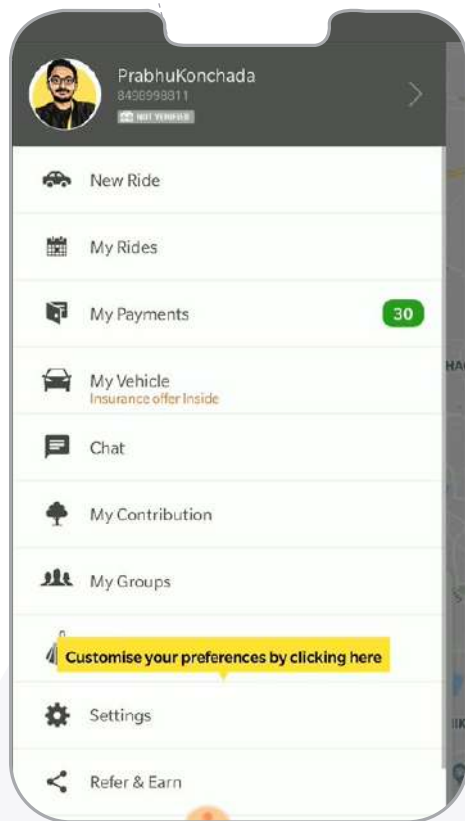 PrabhuKonchada
8498998811
NOT VERIFIED
New Ride
My Rides
My Payments
30
My Vehicle
Insurance offer Inside
Chat
My Contribution
My Groups
Customise your preferences by clicking here
Settings
Refer & Earn